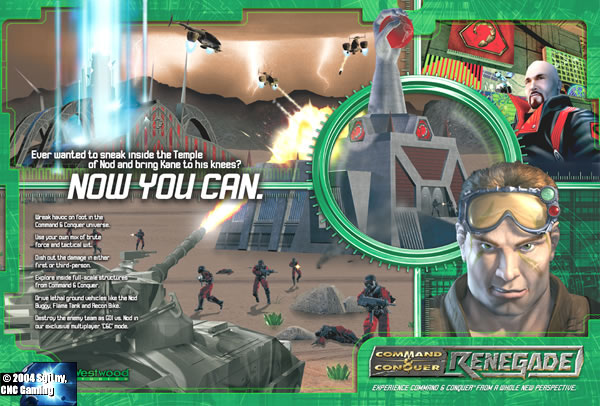 Ever wanted to sneak inside the Temple
of Nod and bring Kane to his knees?
NOW YOU CAN.
Wreak havoc on foot in the
Command & Conquer universe.
Use your own mix of brute
force and tactical wit.
Dish out the damage in either
first or third-person.
Explore inside full-scale structures
from Command & Conquer.
Drive lethal ground vehicles like the Nod
Buggy, Flame Tank and Recon Bike.
Destroy the enemy team as GDI vs. Nod in
our exclusive multiplayer 'C&C' mode.
© 2004
CNC Gaming
Westwood
STUDIOS
COMMAND
& CONQUER
RENEGADE
EXPERIENCE COMMAND & CONQUER™ FROM A WHOLE NEW PERSPECTIVE.